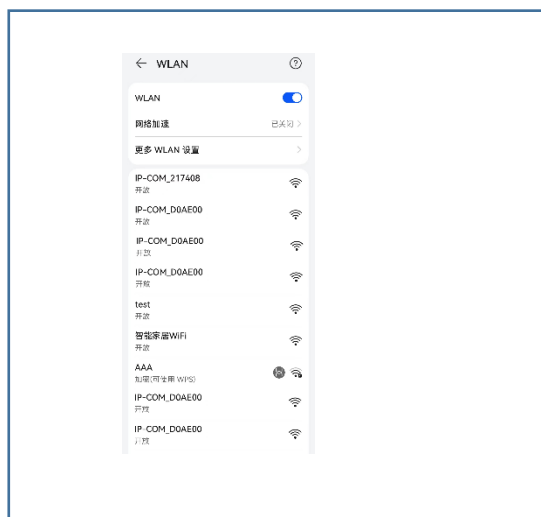 WLAN
WLAN
网络加速 已关闭
更多 WLAN 设置
IP-COM_217408
开放
IP-COM_D0AE00
开放
IP-COM_D0AE00
开放
IP-COM_D0AE00
开放
test
开放
智能家居WiFi
开放
AAA
加密(可使用 WPS)
IP-COM_D0AE00
开放
IP-COM_D0AE00
开放